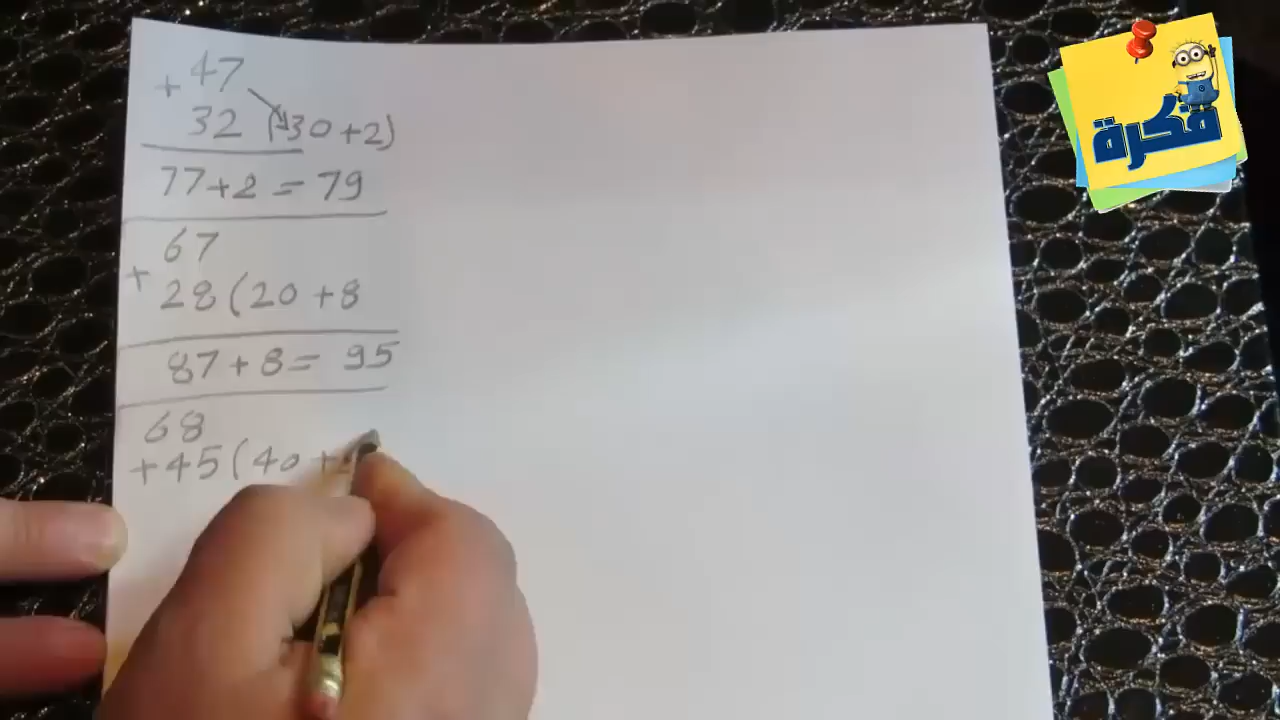 + 47
32 (30+2)
77+2 = 79
67
+
28 (20 +8
87 + 8 = 95
68
+45 (40 +
فكرة